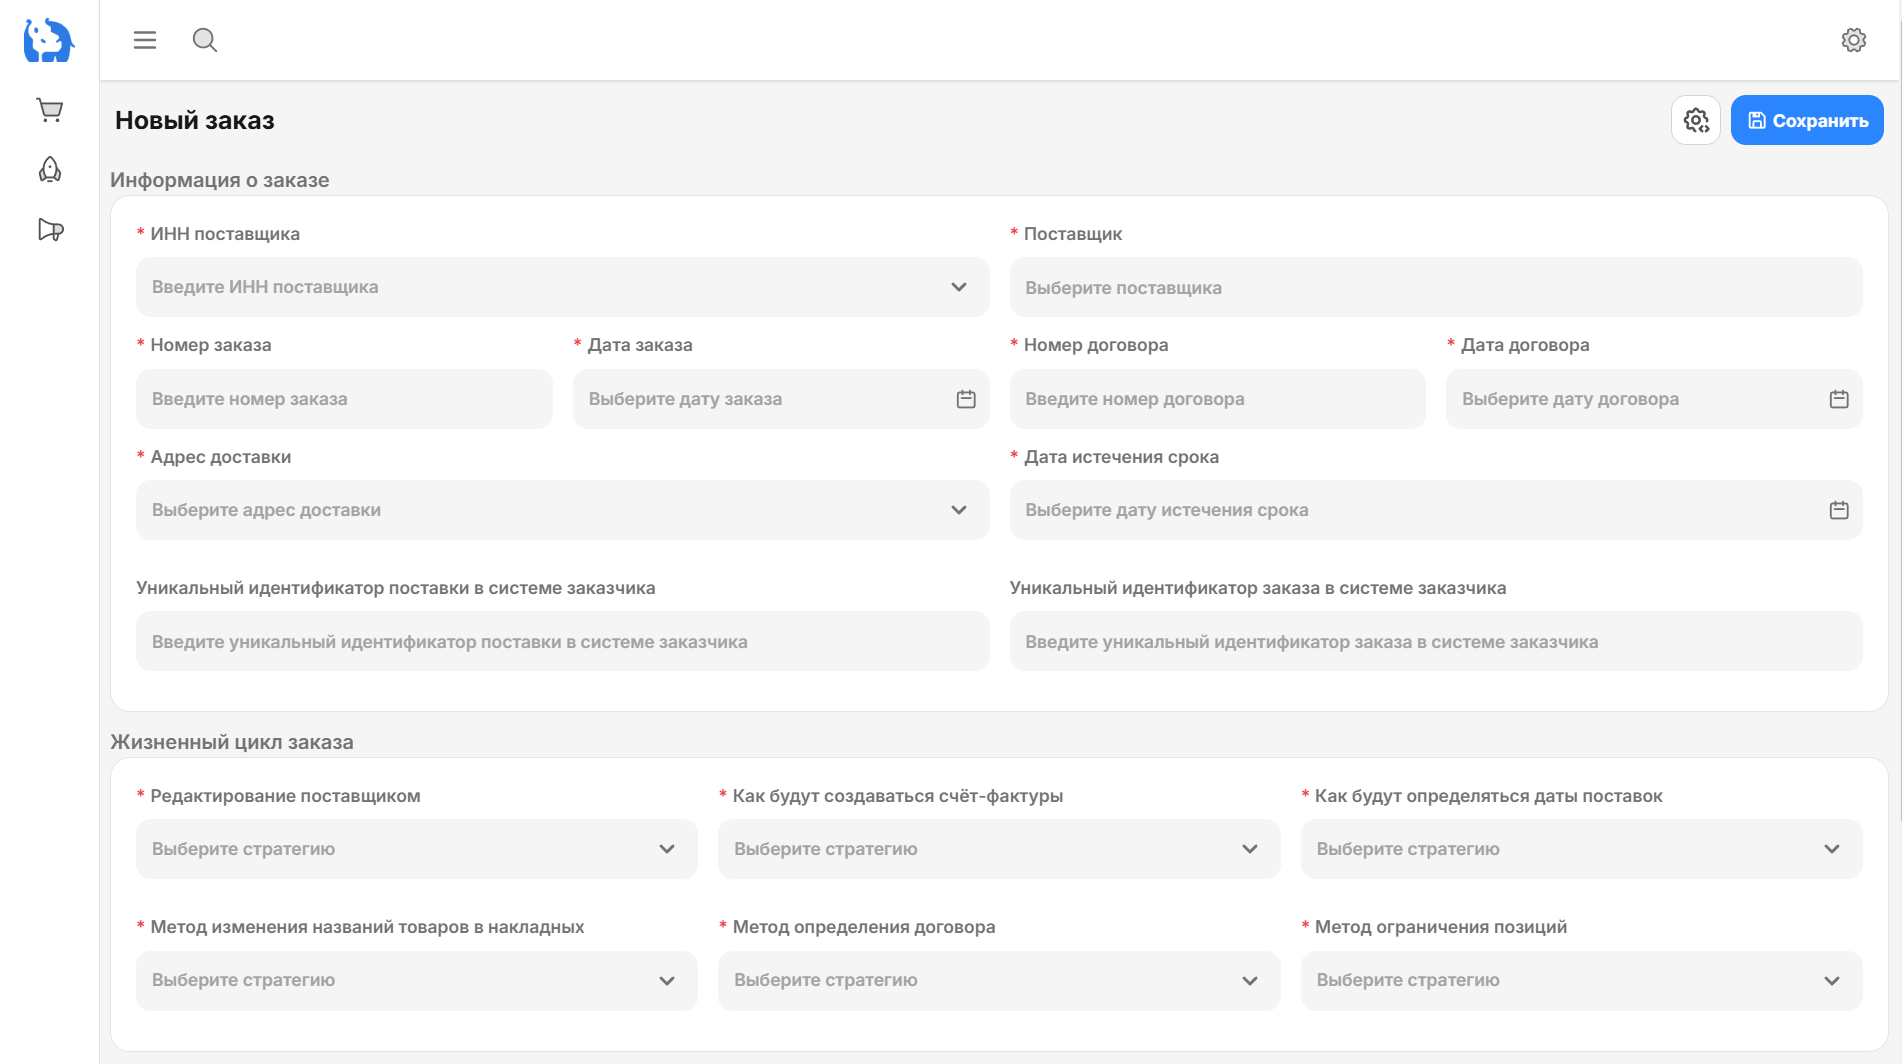 Новый заказ
Сохранить
Информация о заказе
* ИНН поставщика
* Поставщик
Введите ИНН поставщика
Выберите поставщика
* Номер заказа
* Дата заказа
* Номер договора
* Дата договора
Введите номер заказа
Выберите дату заказа
Введите номер договора
Выберите дату договора
* Адрес доставки
* Дата истечения срока
Выберите адрес доставки
Выберите дату истечения срока
Уникальный идентификатор поставки в системе заказчика
Уникальный идентификатор заказа в системе заказчика
Введите уникальный идентификатор поставки в системе заказчика
Введите уникальный идентификатор заказа в системе заказчика
Жизненный цикл заказа
* Редактирование поставщиком
* Как будут создаваться счёт-фактуры
* Как будут определяться даты поставок
Выберите стратегию
Выберите стратегию
Выберите стратегию
* Метод изменения названий товаров в накладных
* Метод определения договора
* Метод ограничения позиций
Выберите стратегию
Выберите стратегию
Выберите стратегию